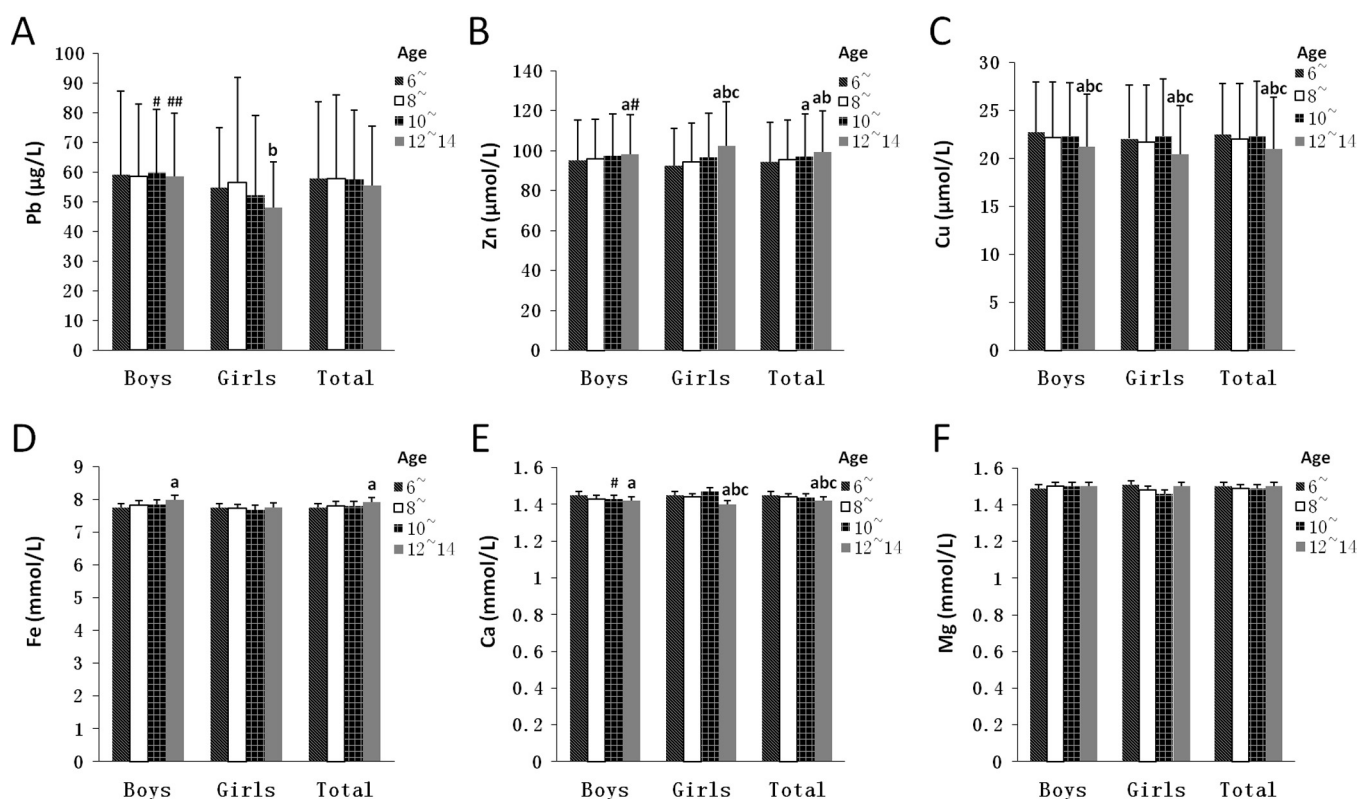 A
Pb (µg/L)
100
90
80
70
60
50
40
30
20
10
0
# ##
b
Boys Girls Total
Age
6~
8~
10~
12~14
B
Zn (µmol/L)
140
120
100
80
60
40
20
0
a#
abc
a ab
Boys Girls Total
Age
6~
8~
10~
12~14
C
Cu (µmol/L)
30
25
20
15
10
5
0
abc
abc
abc
Boys Girls Total
Age
6~
8~
10~
12~14
D
Fe (mmol/L)
9
8
7
6
5
4
3
2
1
0
a
a
Boys Girls Total
Age
6~
8~
10~
12~14
E
Ca (mmol/L)
1.6
1.4
1.2
1
0.8
0.6
0.4
0.2
0
# a
abc
abc
Boys Girls Total
Age
6~
8~
10~
12~14
F
Mg (mmol/L)
1.6
1.4
1.2
1
0.8
0.6
0.4
0.2
0
Boys Girls Total
Age
6~
8~
10~
12~14